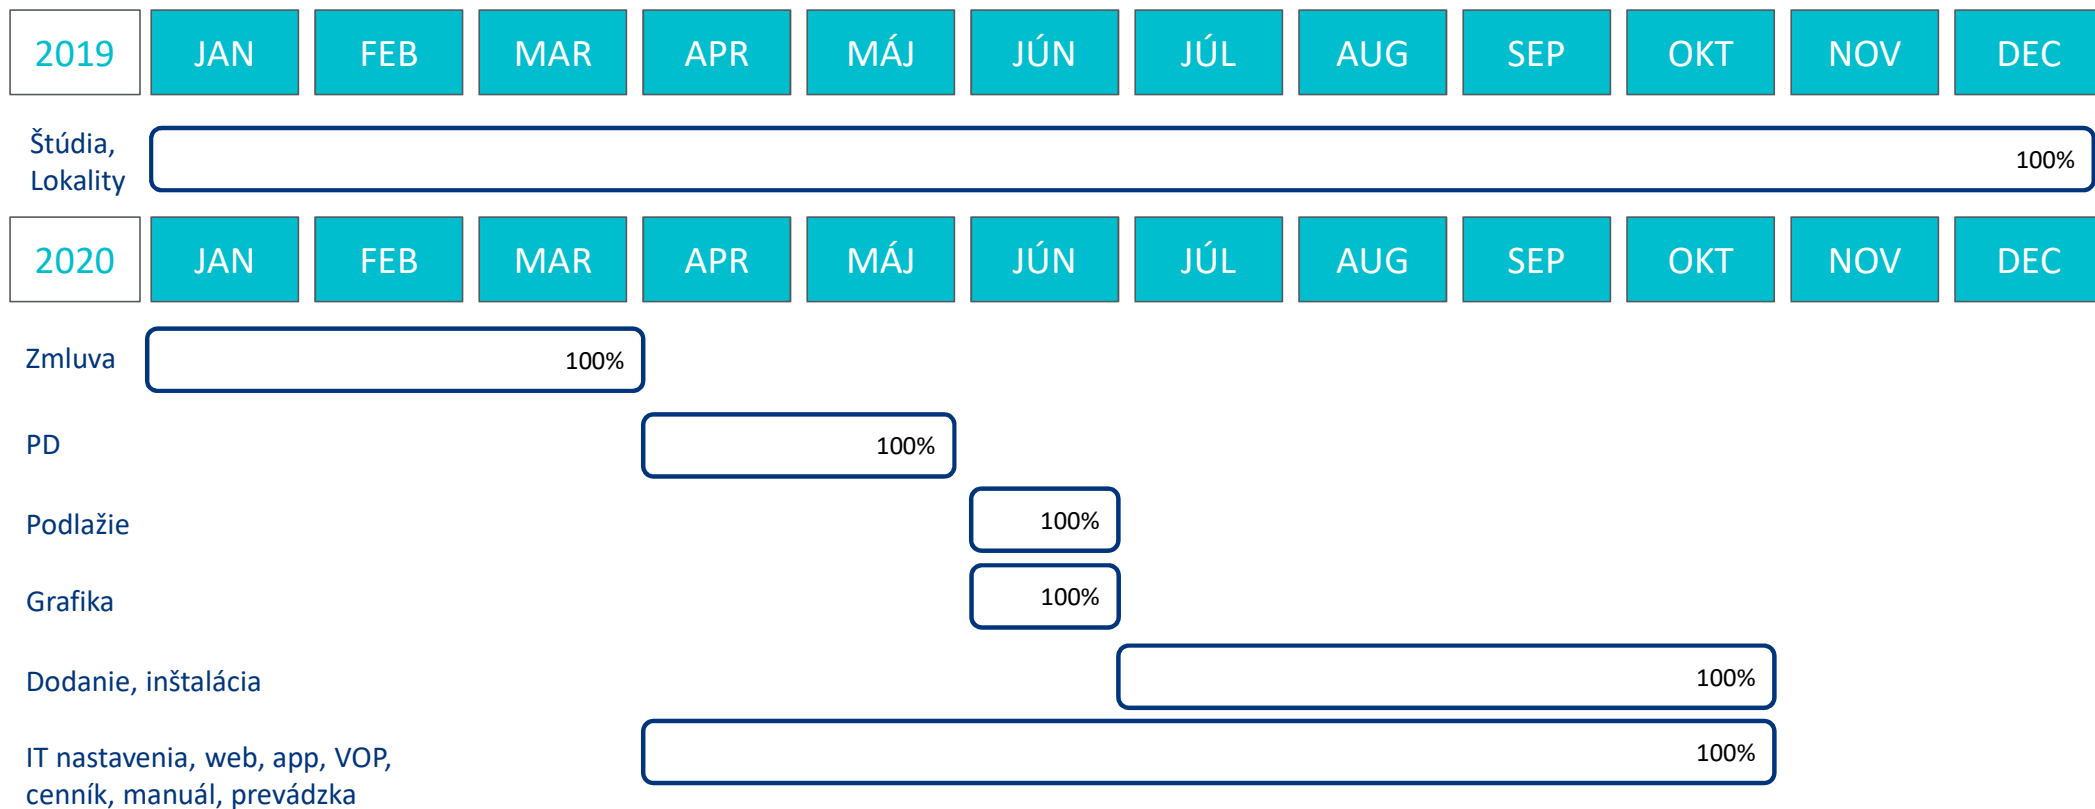 2019 JAN FEB MAR APR MÁJ JÚN JÚL AUG SEP OKT NOV DEC
Štúdia,
Lokality
100%
2020 JAN FEB MAR APR MÁJ JÚN JÚL AUG SEP OKT NOV DEC
Zmluva 100%
PD 100%
Podlažie 100%
Grafika 100%
Dodanie, inštalácia 100%
IT nastavenia, web, app, VOP, 100%
cenník, manuál, prevádzka